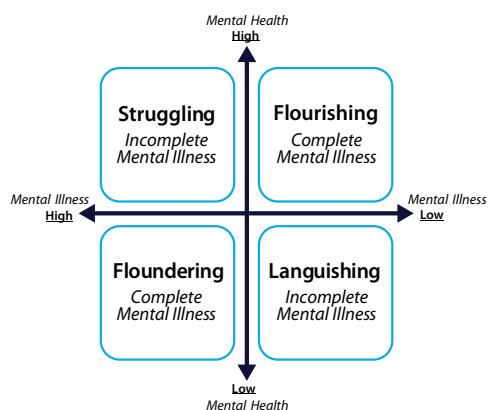 Mental Health
High
Struggling
Incomplete
Mental Illness
Flourishing
Complete
Mental Illness
Mental Illness
High
Mental Illness
Low
Floundering
Complete
Mental Illness
Languishing
Incomplete
Mental Illness
Low
Mental Health